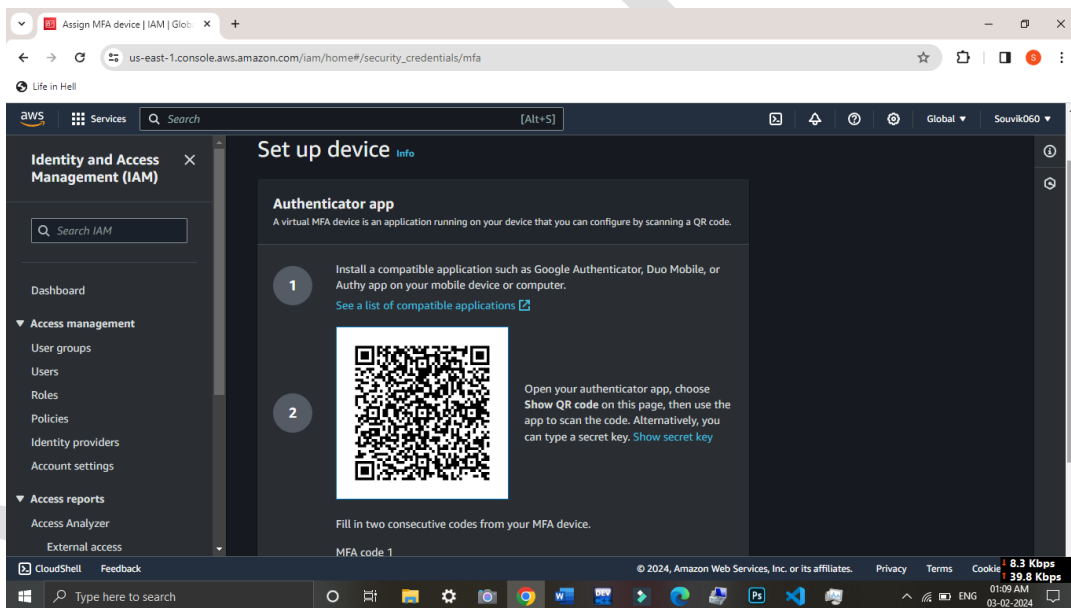 Assign MFA device | IAM | Glob
us-east-1.console.aws.amazon.com/iam/home#/security_credentials/mfa
S
Life in Hell
aws
Services
Search
[Alt+S]
Global
Souvik060
Identity and Access
Management (IAM)
Search IAM
Dashboard
Access management
User groups
Users
Roles
Policies
Identity providers
Account settings
Access reports
Access Analyzer
External access
Set up device Info
Authenticator app
A virtual MFA device is an application running on your device that you can configure by scanning a QR code.
1
Install a compatible application such as Google Authenticator, Duo Mobile, or
Authy app on your mobile device or computer.
See a list of compatible applications
2
Open your authenticator app, choose
Show QR code on this page, then use the
app to scan the code. Alternatively, you
can type a secret key. Show secret key
Fill in two consecutive codes from your MFA device.
MFA code 1
CloudShell
Feedback
© 2024, Amazon Web Services, Inc. or its affiliates.
Privacy
Terms
Cookie
8.3 Kbps
39.8 Kbps
Type here to search
W
DEV
Ps
ENG
01:09 AM
03-02-2024